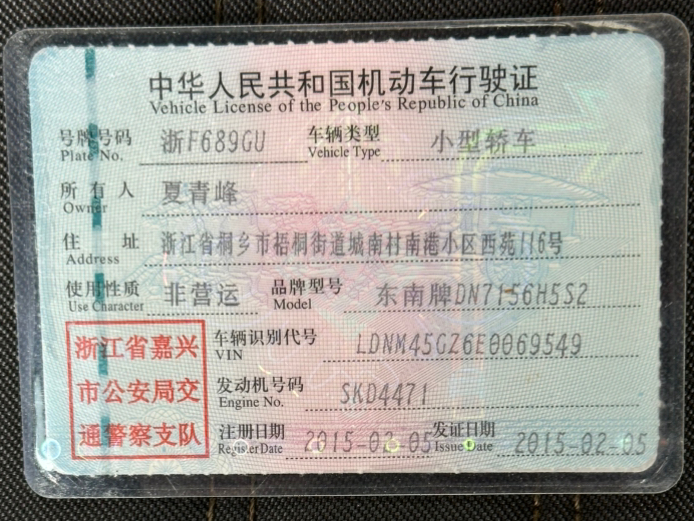 中华人民共和国机动车行驶证
Vehicle License of the People's Republic of China
号牌号码 浙F689GU 车辆类型 小型轿车
Plate No. Vehicle Type
所有人 夏青峰
Owner
住址 浙江省桐乡市梧桐街道城南村南港小区西苑116号
Address
使用性质 非营运 品牌型号 东南牌DN7156H5S2
Use Character Model
浙江省嘉兴
市公安局交
通警察支队
车辆识别代号 LDNM45GZ6E0069549
VIN
发动机号码 SKD4471
Engine No.
注册日期 2015-02-05 发证日期 2015-02-05
Register Date Issue Date